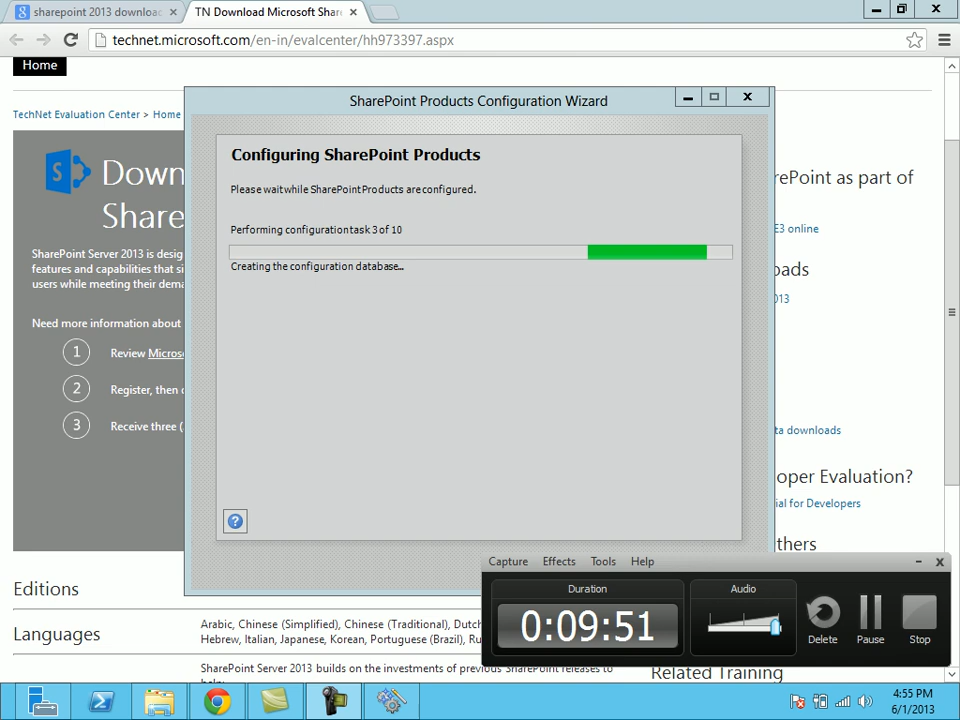 sharepoint 2013 downloa
TN Download Microsoft Shar
technet.microsoft.com/en-in/evalcenter/hh973397.aspx
Home
TechNet Evaluation Center > Home
S
Down
Share
SharePoint Server 2013 is desig
features and capabilities that si
users while meeting their dema
Need more information about
1 Review Micros
2 Register, then
3 Receive three (
Editions
Languages
Arabic, Chinese (Simplified), Chinese (Traditional), Dutc
Hebrew, Italian, Japanese, Korean, Portuguese (Brazil), Ru
SharePoint Server 2013 builds on the investments of previous SharePoint releases to
rePoint as part of
E3 online
oads
013
ta downloads
oper Evaluation?
ial for Developers
thers
Related Training
SharePoint Products Configuration Wizard
Configuring SharePoint Products
Please wait while SharePoint Products are configured.
Performing configuration task 3 of 10
Creating the configuration database...
?
Capture Effects Tools Help
Duration
Audio
0:09:51
Delete
Pause
Stop
4:55 PM
6/1/2013